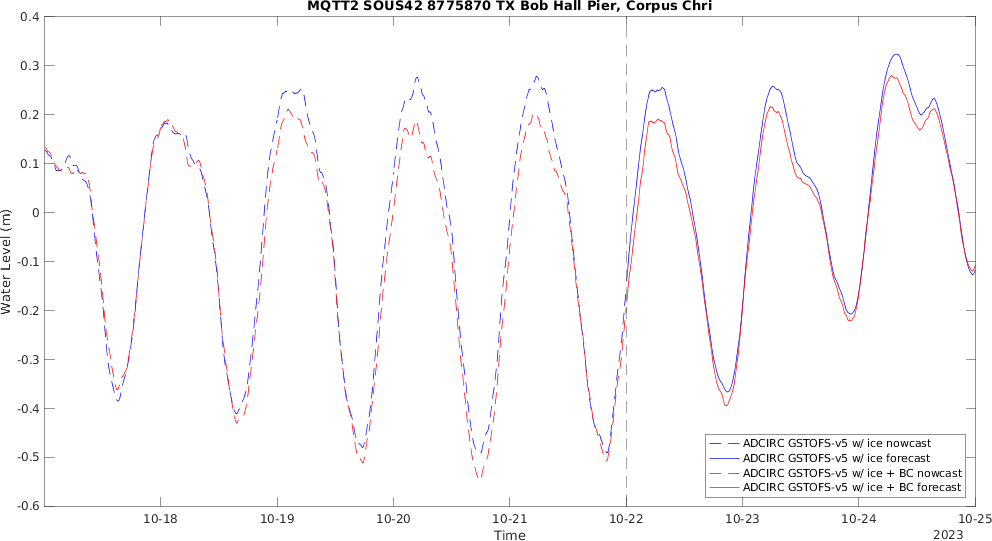 MQTT2 SOUS42 8775870 TX Bob Hall Pier, Corpus Chri
0.4
0.3
0.2
0.1
0
-0.1
-0.2
-0.3
-0.4
-0.5
-0.6
Water Level (m)
10-18
10-19
10-20
10-21
10-22
10-23
10-24
10-25
Time
2023
ADCIRC GSTOFS-v5 w/ ice nowcast
ADCIRC GSTOFS-v5 w/ ice forecast
ADCIRC GSTOFS-v5 w/ ice + BC nowcast
ADCIRC GSTOFS-v5 w/ ice + BC forecast